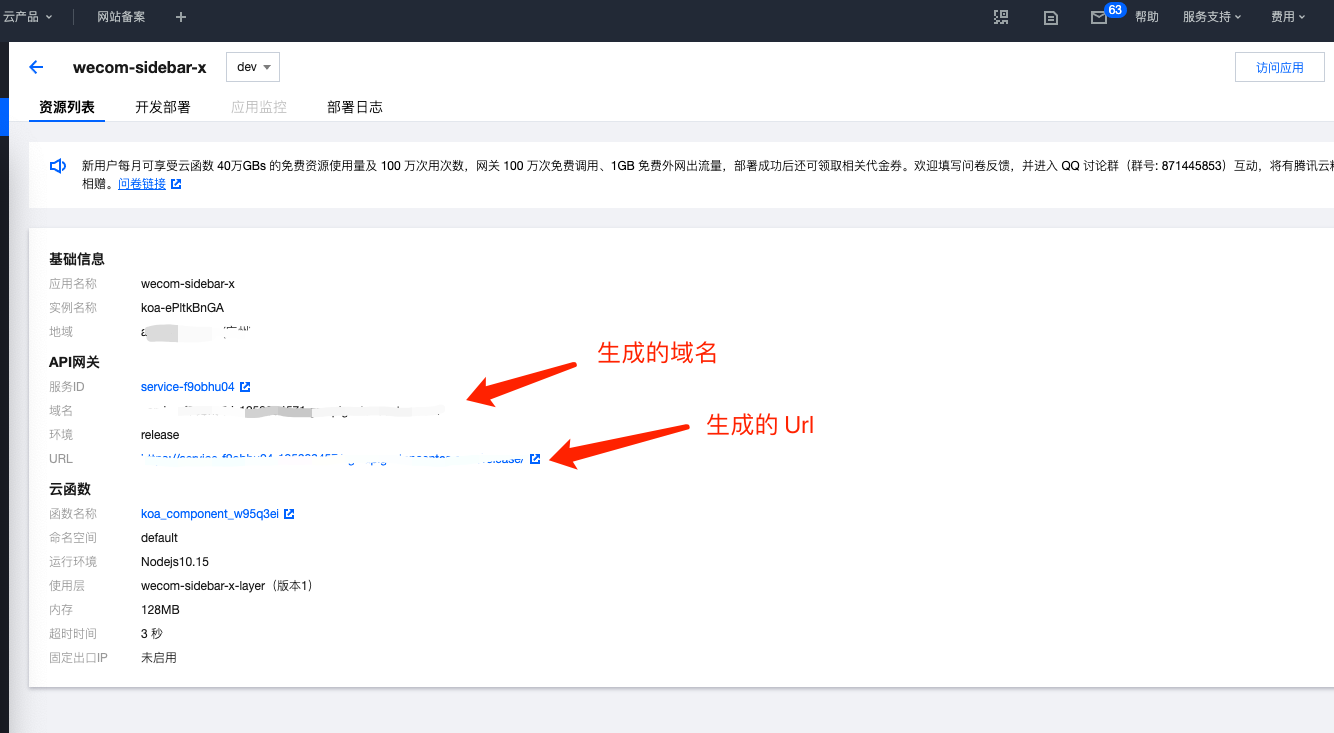 云产品 网站备案 + 63 帮助 服务支持 费用
wecom-sidebar-x dev 访问应用
资源列表 开发部署 应用监控 部署日志
新用户每月可享受云函数 40万GBs 的免费资源使用量及 100 万次用次数，网关 100 万次免费调用、1GB 免费外网出流量，部署成功后还可领取相关代金券。欢迎填写问卷反馈，并进入 QQ 讨论群（群号: 871445853）互动，将有腾讯云
相赠。问卷链接
基础信息
应用名称 wecom-sidebar-x
实例名称 koa-ePltkBnGA
地域
生成的域名
API网关
服务ID service-f9obhu04
域名
生成的 Url
环境 release
URL
云函数
函数名称 koa_component_w95q3ei
命名空间 default
运行环境 Nodejs10.15
使用层 wecom-sidebar-x-layer（版本1）
内存 128MB
超时时间 3 秒
固定出口IP 未启用